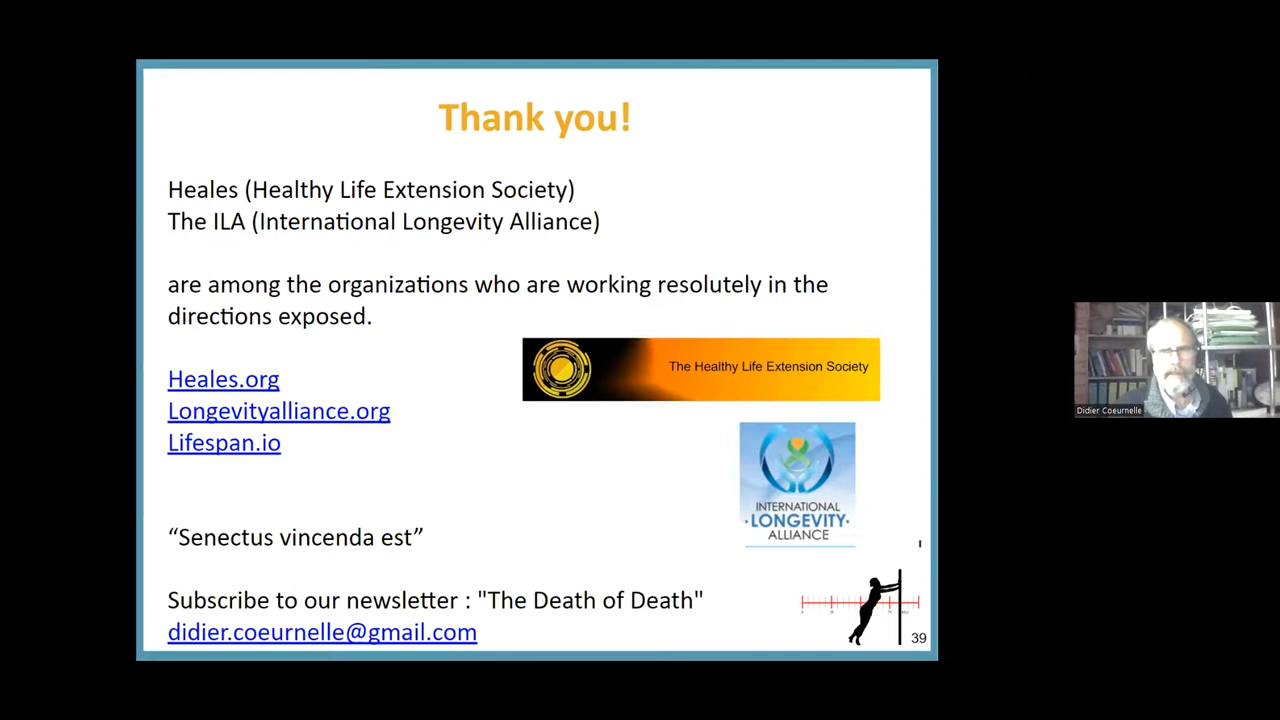 Thank you!
Heales (Healthy Life Extension Society)
The ILA (International Longevity Alliance)
are among the organizations who are working resolutely in the
directions exposed.
Heales.org
Longevityalliance.org
Lifespan.io
The Healthy Life Extension Society
INTERNATIONAL
·LONGEVITY·
ALLIANCE
“Senectus vincenda est”
Subscribe to our newsletter : "The Death of Death"
didier.coeurnelle@gmail.com
39
Didier Coeurnelle